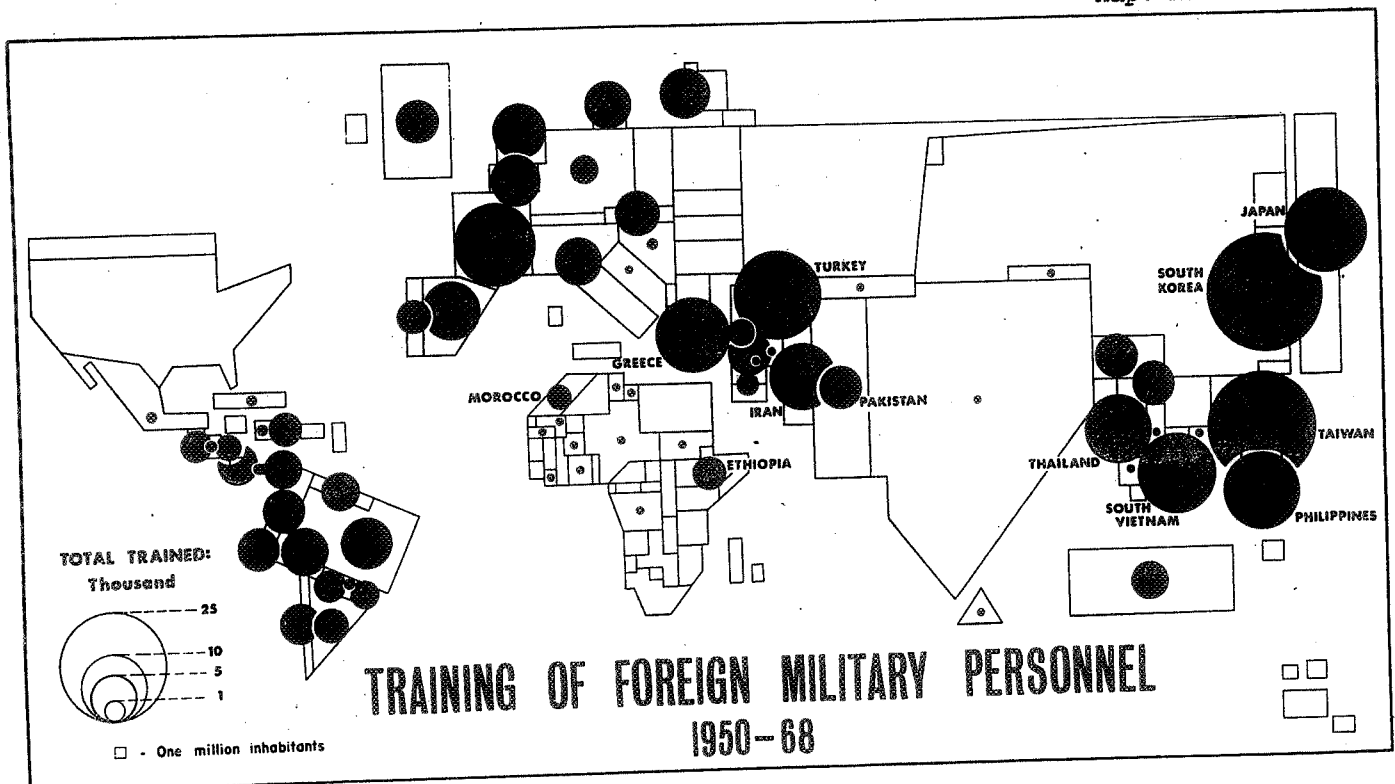 JAPAN
TURKEY
SOUTH
KOREA
GREECE
MOROCCO
IRAN
PAKISTAN
TAIWAN
ETHIOPIA
THAILAND
SOUTH
VIETNAM
PHILIPPINES
TOTAL TRAINED:
Thousand
25
10
5
1
TRAINING OF FOREIGN MILITARY PERSONNEL
1950-68
- One million inhabitants